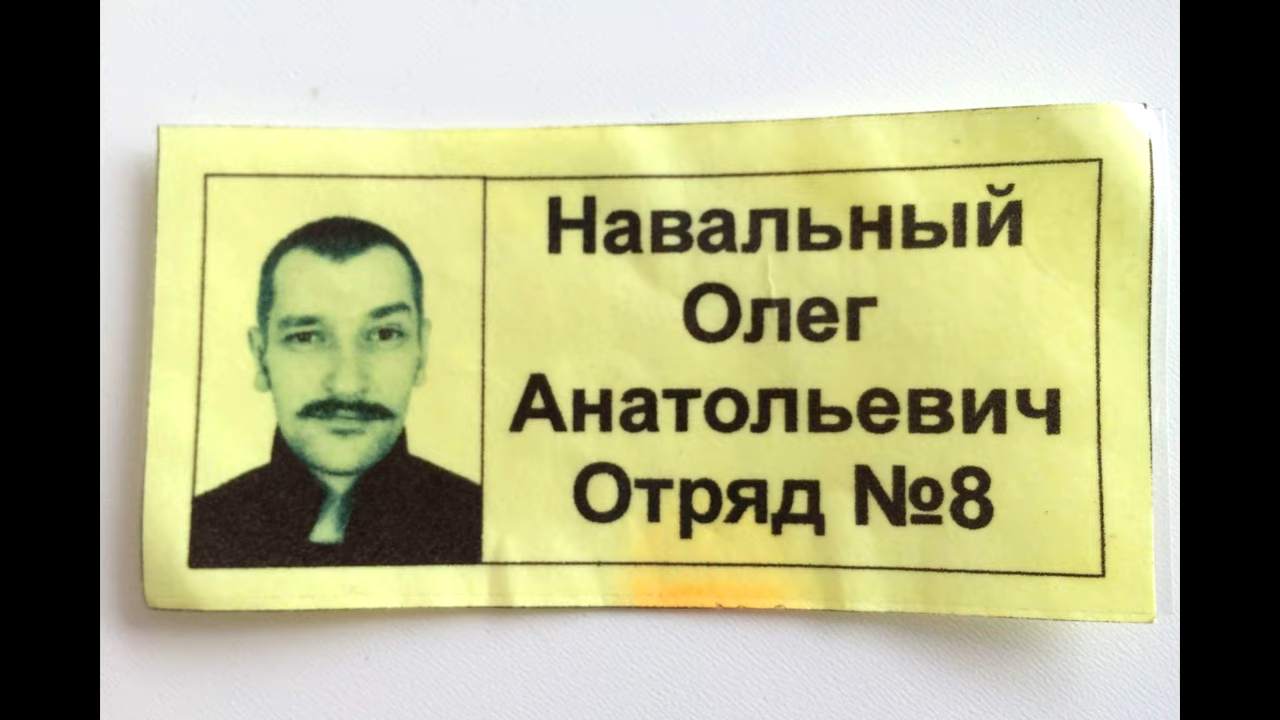 Навальный
Олег
Анатольевич
Отряд №8